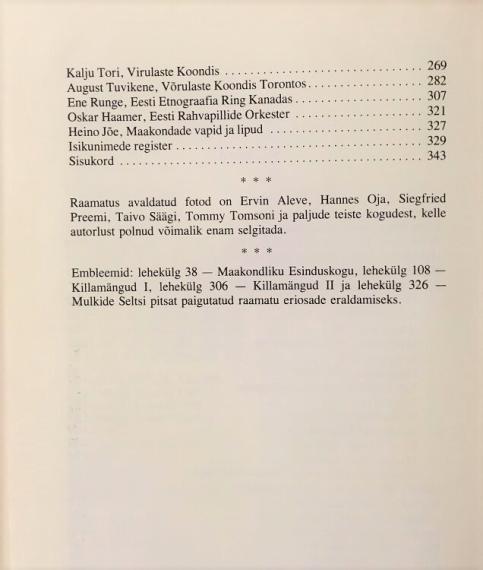 Kalju Tori, Virulaste Koondis . . . . . . . . . . . . . . . . . . . . . . . . . . . . . . . . 269
August Tuvikene, Võrulaste Koondis Torontos. . . . . . . . . . . . . . . . . . 282
Ene Runge, Eesti Etnograafia Ring Kanadas . . . . . . . . . . . . . . . . . . . . 307
Oskar Haamer, Eesti Rahvapillide Orkester . . . . . . . . . . . . . . . . . . . . 321
Heino Jõe, Maakondade vapid ja lipud . . . . . . . . . . . . . . . . . . . . . . . . 327
Isikunimede register . . . . . . . . . . . . . . . . . . . . . . . . . . . . . . . . . . . . . . . 329
Sisukord . . . . . . . . . . . . . . . . . . . . . . . . . . . . . . . . . . . . . . . . . . . . . . . . 343
* * *
Raamatus avaldatud fotod on Ervin Aleve, Hannes Oja, Siegfried
Preemi, Taivo Säägi, Tommy Tomsoni ja paljude teiste kogudest, kelle
autorlust polnud võimalik enam selgitada.
* * *
Embleemid: lehekülg 38 — Maakondliku Esinduskogu, lehekülg 108 —
Killamängud I, lehekülg 306 — Killamängud II ja lehekülg 326 —
Mulkide Seltsi pitsat paigutatud raamatu eriosade eraldamiseks.